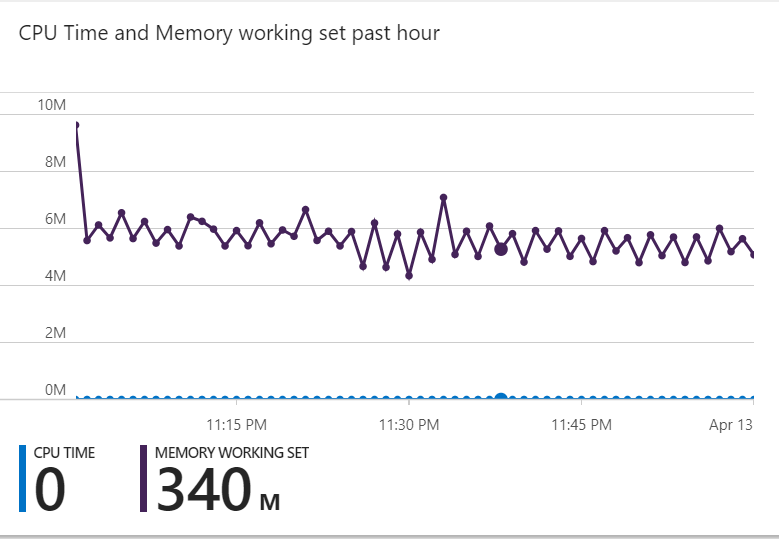 CPU Time and Memory working set past hour
10M
8M
6M
4M
2M
0M
11:15 PM 11:30 PM 11:45 PM Apr 13
CPU TIME MEMORY WORKING SET
0 340 M